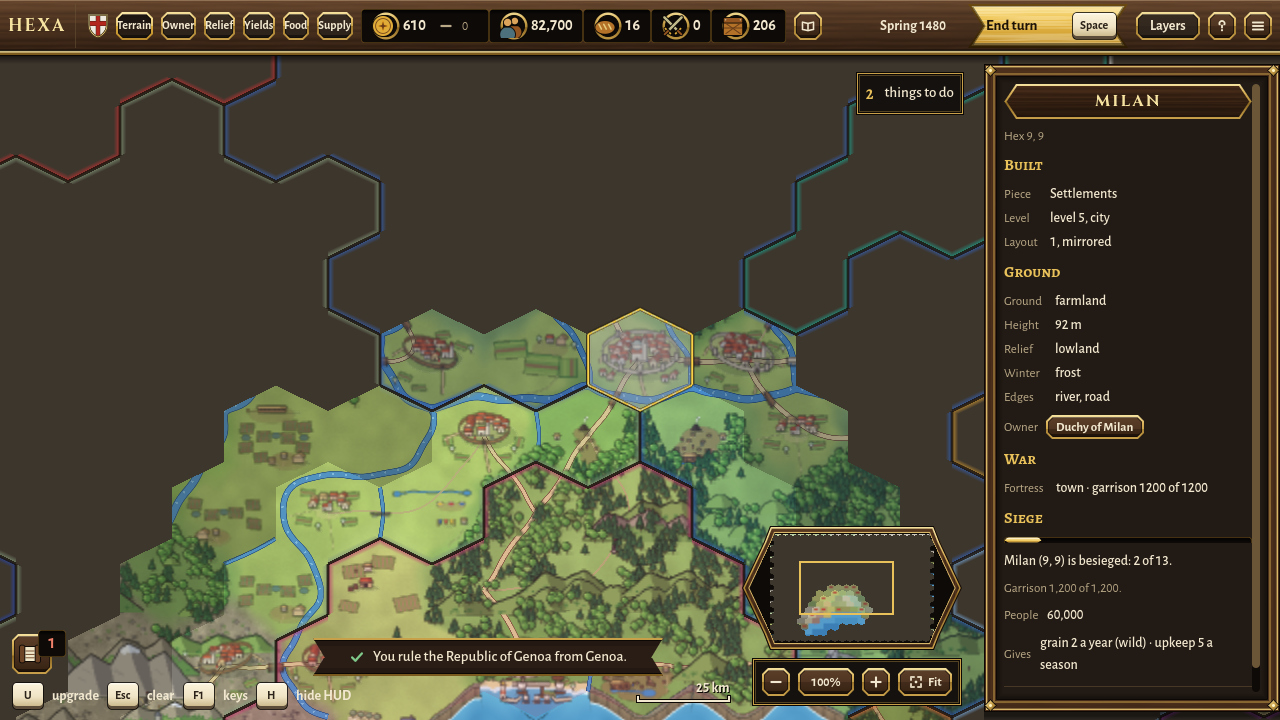 HEXA
Terrain Owner Relief Yields Food Supply
610 — 0
82,700
16
0
206
Spring 1480
End turn Space
Layers
?
2 things to do
MILAN
Hex 9, 9
BUILT
Piece Settlements
Level level 5, city
Layout 1, mirrored
GROUND
Ground farmland
Height 92 m
Relief lowland
Winter frost
Edges river, road
Owner Duchy of Milan
WAR
Fortress town · garrison 1200 of 1200
SIEGE
Milan (9, 9) is besieged: 2 of 13.
Garrison 1,200 of 1,200.
People 60,000
Gives grain 2 a year (wild) · upkeep 5 a
season
1
You rule the Republic of Genoa from Genoa.
U upgrade Esc clear F1 keys H hide HUD
25 km
− 100% + Fit